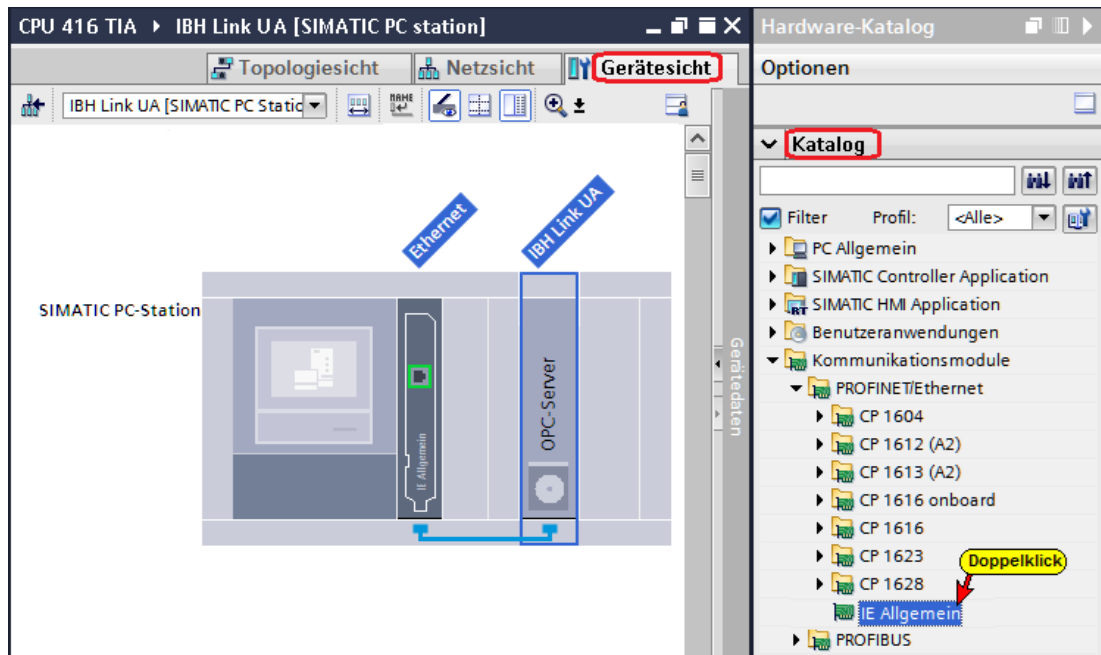 CPU 416 TIA ▸ IBH Link UA [SIMATIC PC station]
Topologiesicht
Netzsicht
Gerätesicht
IBH Link UA [SIMATIC PC Static
NAME
Ethernet
IBH Link UA
SIMATIC PC-Station
IE Allgemein
OPC-Server
Gerätedaten
Hardware-Katalog
Optionen
Katalog
Filter Profil: <Alle>
PC Allgemein
SIMATIC Controller Application
SIMATIC HMI Application
RT
Benutzeranwendungen
Kommunikationsmodule
PROFINET/Ethernet
CP 1604
CP 1612 (A2)
CP 1613 (A2)
CP 1616 onboard
CP 1616
CP 1623
Doppelklick
CP 1628
IE Allgemein
PROFIBUS